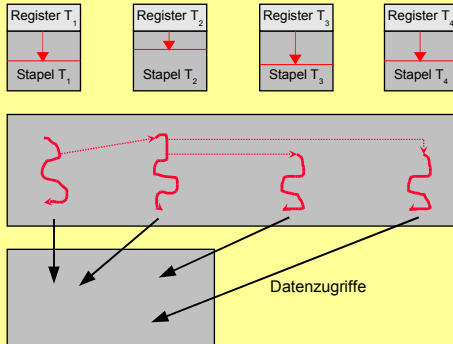 Register T1
Register T2
Register T3
Register T4
Stapel T1
Stapel T2
Stapel T3
Stapel T4
Datenzugriffe